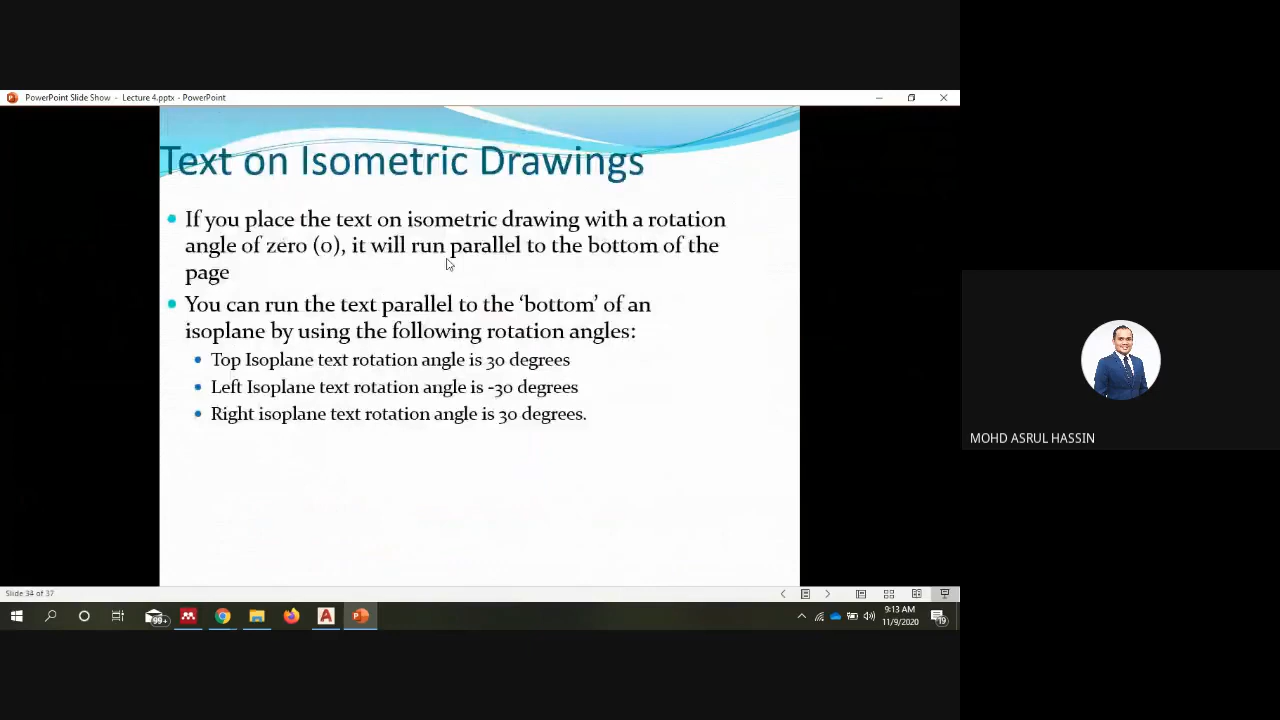 PowerPoint Slide Show - Lecture 4.pptx - PowerPoint
Text on Isometric Drawings
If you place the text on isometric drawing with a rotation
angle of zero (0), it will run parallel to the bottom of the
page
You can run the text parallel to the ‘bottom’ of an
isoplane by using the following rotation angles:
Top Isoplane text rotation angle is 30 degrees
Left Isoplane text rotation angle is -30 degrees
Right isoplane text rotation angle is 30 degrees.
MOHD ASRUL HASSIN
Slide 34 of 37
99+
9:13 AM
11/9/2020
19